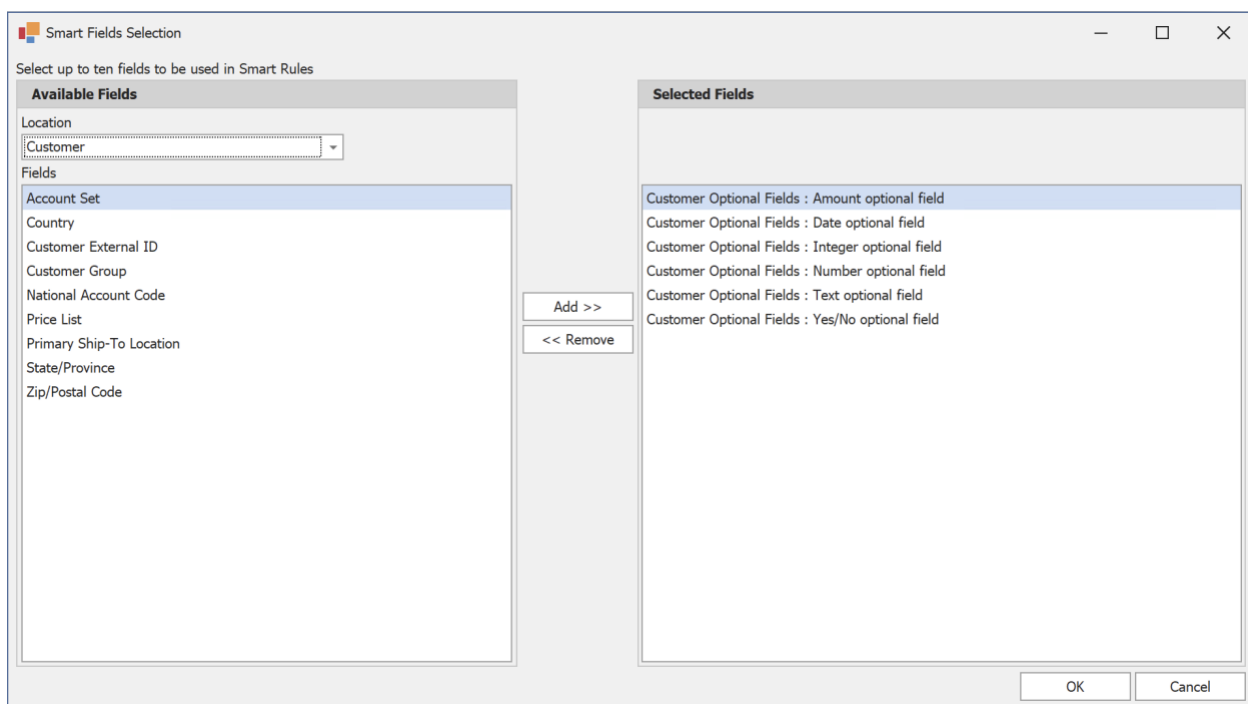 Smart Fields Selection
Select up to ten fields to be used in Smart Rules
Available Fields
Location
Customer
Fields
Account Set
Country
Customer External ID
Customer Group
National Account Code
Price List
Primary Ship-To Location
State/Province
Zip/Postal Code
Add >>
<< Remove
Selected Fields
Customer Optional Fields : Amount optional field
Customer Optional Fields : Date optional field
Customer Optional Fields : Integer optional field
Customer Optional Fields : Number optional field
Customer Optional Fields : Text optional field
Customer Optional Fields : Yes/No optional field
OK
Cancel